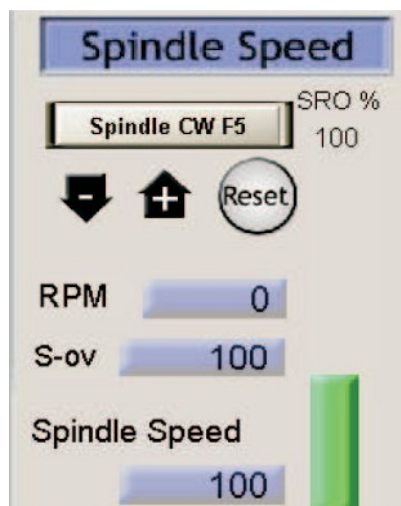 Spindle Speed
Spindle CW F5
SRO %
100
- + Reset
RPM 0
S-ov 100
Spindle Speed
100